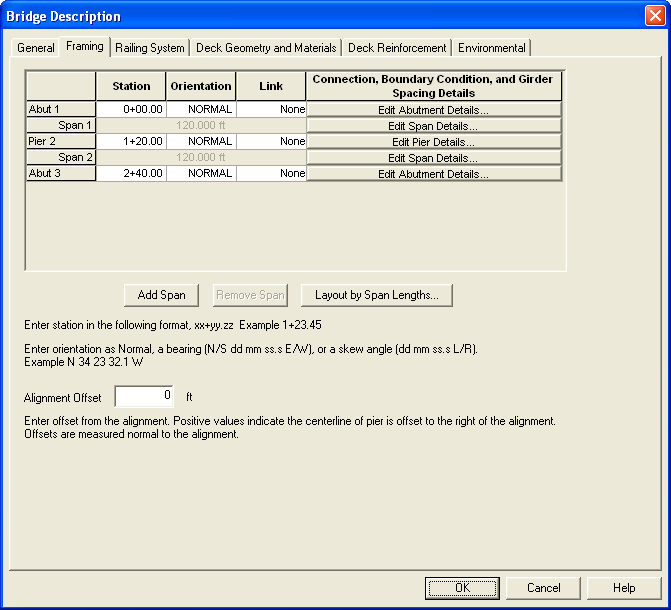 Bridge Description
General Framing Railing System Deck Geometry and Materials Deck Reinforcement Environmental
Station Orientation Link Connection, Boundary Condition, and Girder Spacing Details
Abut 1 0+00.00 NORMAL None Edit Abutment Details...
Span 1 120.000 ft Edit Span Details...
Pier 2 1+20.00 NORMAL None Edit Pier Details...
Span 2 120.000 ft Edit Span Details...
Abut 3 2+40.00 NORMAL None Edit Abutment Details...
Add Span Remove Span Layout by Span Lengths...
Enter station in the following format, xx+yy.zz Example 1+23.45
Enter orientation as Normal, a bearing (N/S dd mm ss.s E/W), or a skew angle (dd mm ss.s L/R).
Example N 34 23 32.1 W
Alignment Offset 0 ft
Enter offset from the alignment. Positive values indicate the centerline of pier is offset to the right of the alignment.
Offsets are measured normal to the alignment.
OK Cancel Help